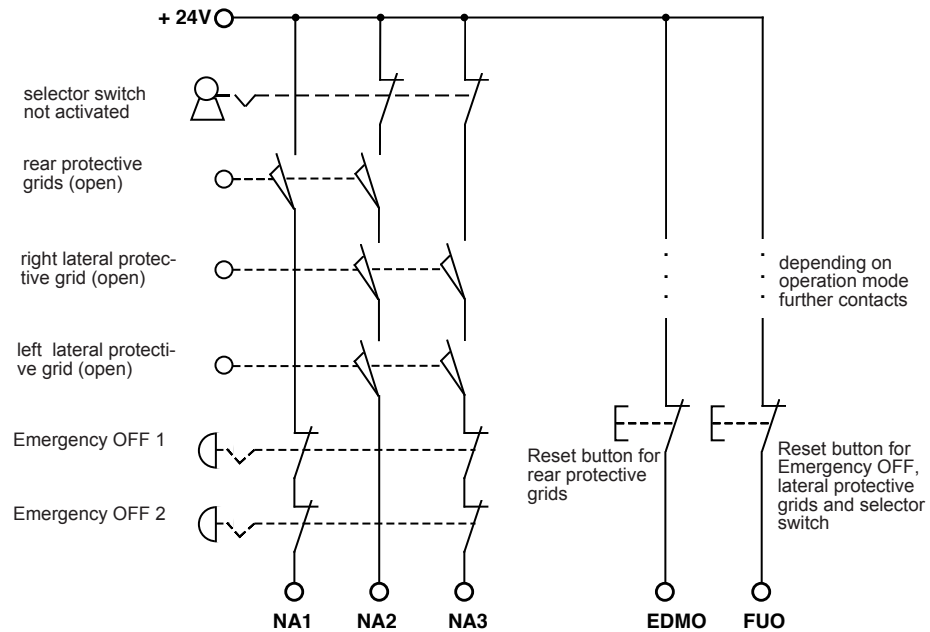 + 24V
selector switch
not activated
rear protective
grids (open)
right lateral protec-
tive grid (open)
depending on
operation mode
further contacts
left  lateral protecti-
ve grid (open)
Emergency OFF 1
Reset button for
rear protective
grids
Reset button for
Emergency OFF,
lateral protective
grids and selector
switch
Emergency OFF 2
NA1
NA2
NA3
EDMO
FUO